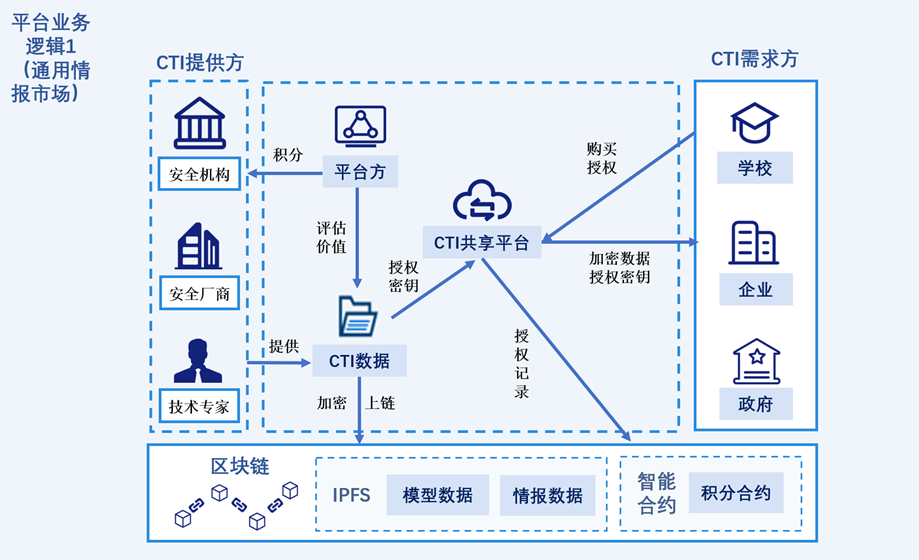 平台业务
逻辑1
（通用情
报市场）
CTI提供方
CTI需求方
安全机构
安全厂商
技术专家
积分
平台方
评估
价值
提供
CTI数据
加密
上链
授权
密钥
CTI共享平台
购买
授权
加密数据
授权密钥
授
权
记
录
学校
企业
政府
区块链
IPFS
模型数据
情报数据
智能
合约
积分合约